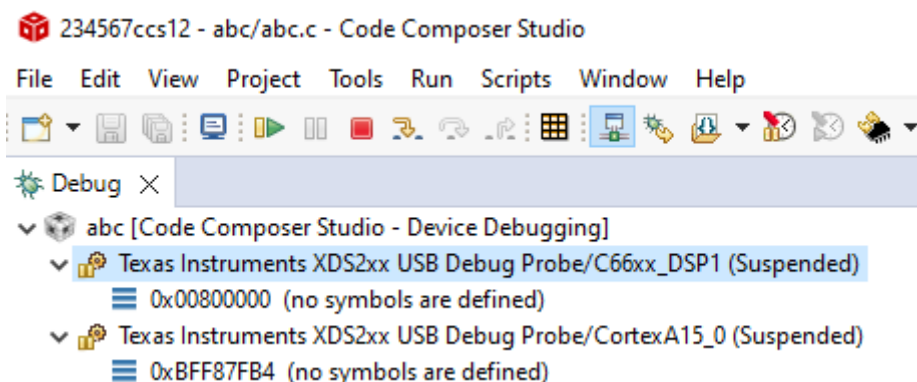 234567ccs12 - abc/abc.c - Code Composer Studio
File Edit View Project Tools Run Scripts Window Help
Debug
abc [Code Composer Studio - Device Debugging]
Texas Instruments XDS2xx USB Debug Probe/C66xx_DSP1 (Suspended)
0x00800000 (no symbols are defined)
Texas Instruments XDS2xx USB Debug Probe/CortexA15_0 (Suspended)
0xBFF87FB4 (no symbols are defined)